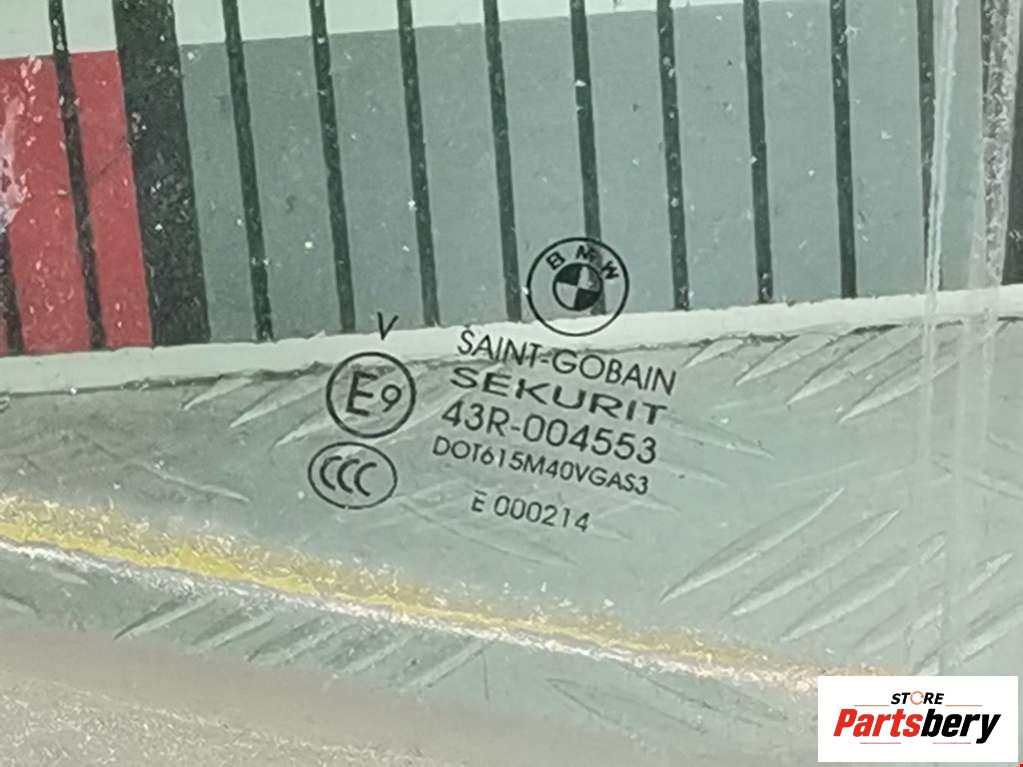 BMW
V
SAINT-GOBAIN
SEKURIT
E9
43R-004553
DOT615M40VGAS3
CCC
E 000214
STORE
Partsbery